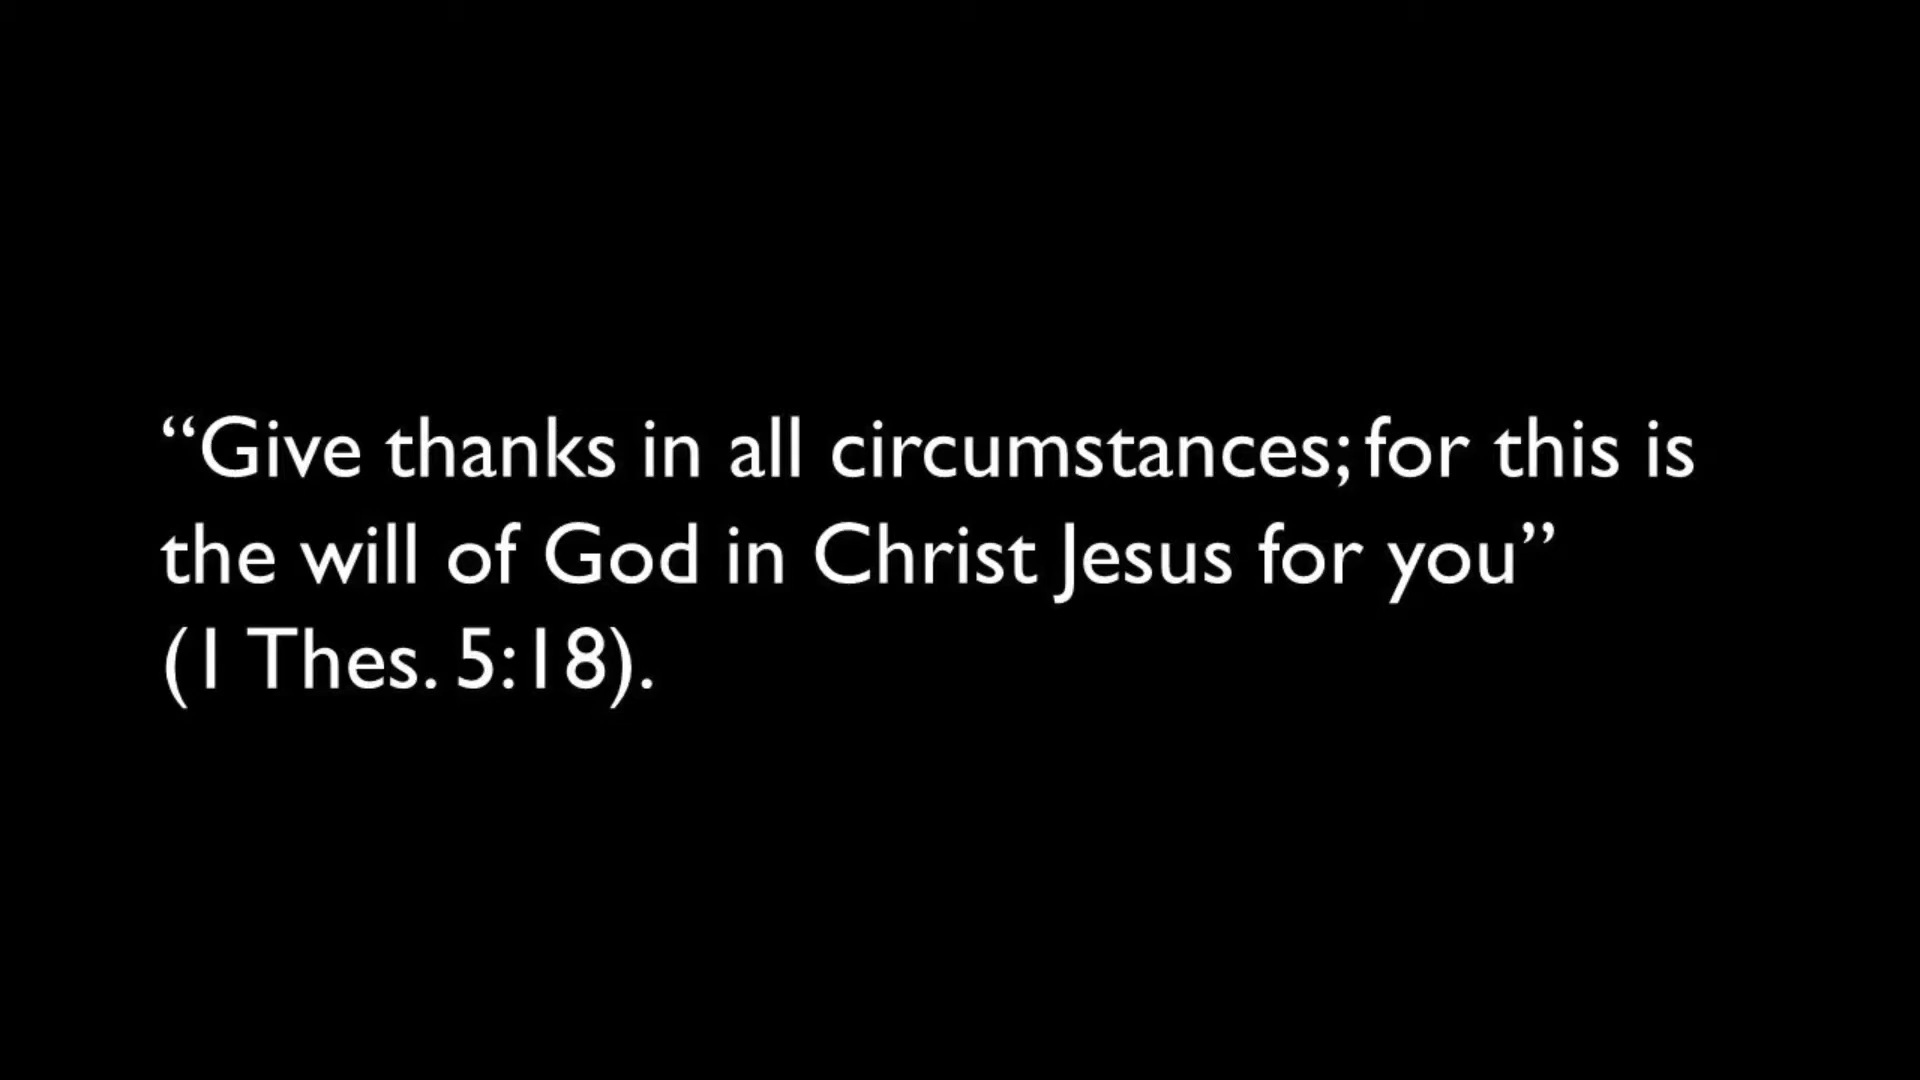 “Give thanks in all circumstances; for this is
the will of God in Christ Jesus for you”
(1 Thes. 5:18).